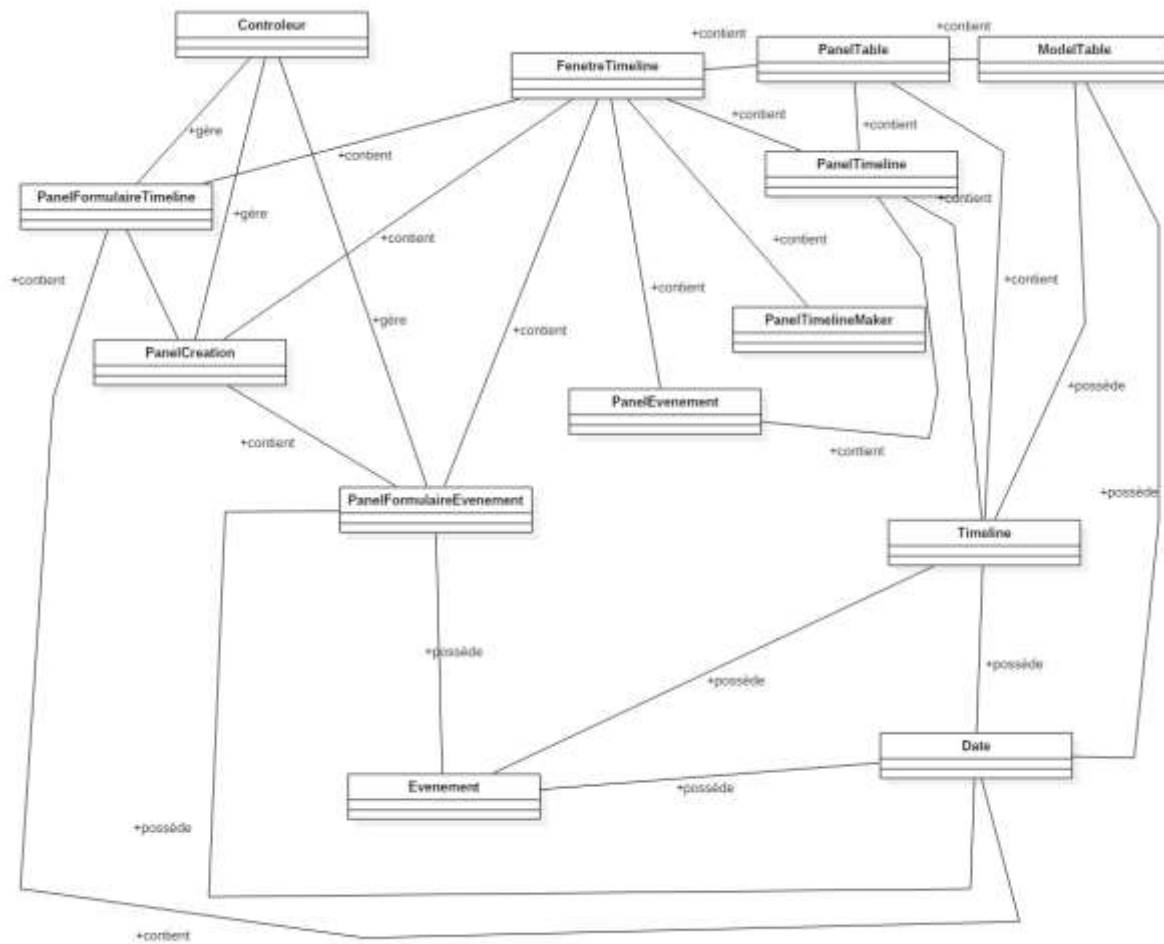 Controleur
+contient
PanelTable
+contient
ModelTable
FenetreTimeline
+contient
+contient
+gère
+contient
PanelTimeline
PanelFormulaireTimeline
+contient
+gère
+contient
+contient
+contient
+contient
+contient
PanelTimelineMaker
+gère
+contient
PanelCreation
+possède
PanelEvenement
+contient
+contient
+possède
PanelFormulaireEvenement
Timeline
+possède
+possède
+possède
Date
Evenement
+possède
+possède
+contient